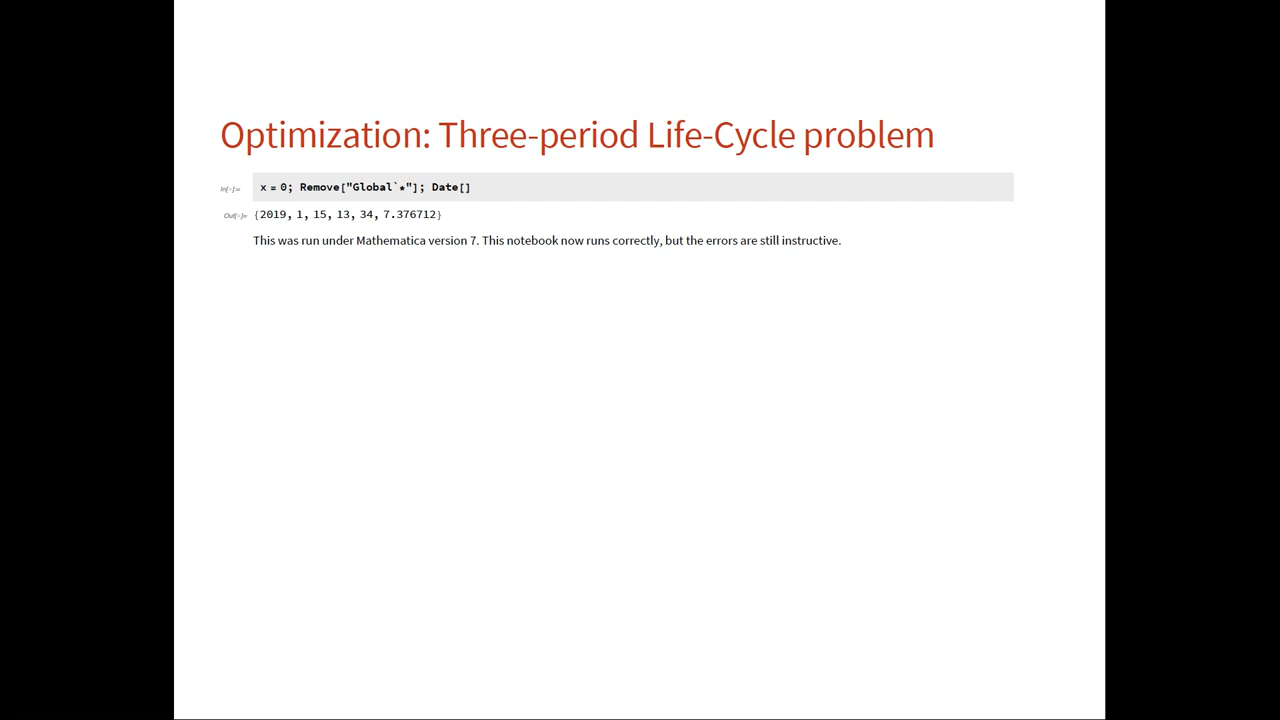 Optimization: Three-period Life-Cycle problem
In[-]:= x = 0; Remove["Global`*"]; Date[]
Out[-]= {2019, 1, 15, 13, 34, 7.376712}
This was run under Mathematica version 7. This notebook now runs correctly, but the errors are still instructive.